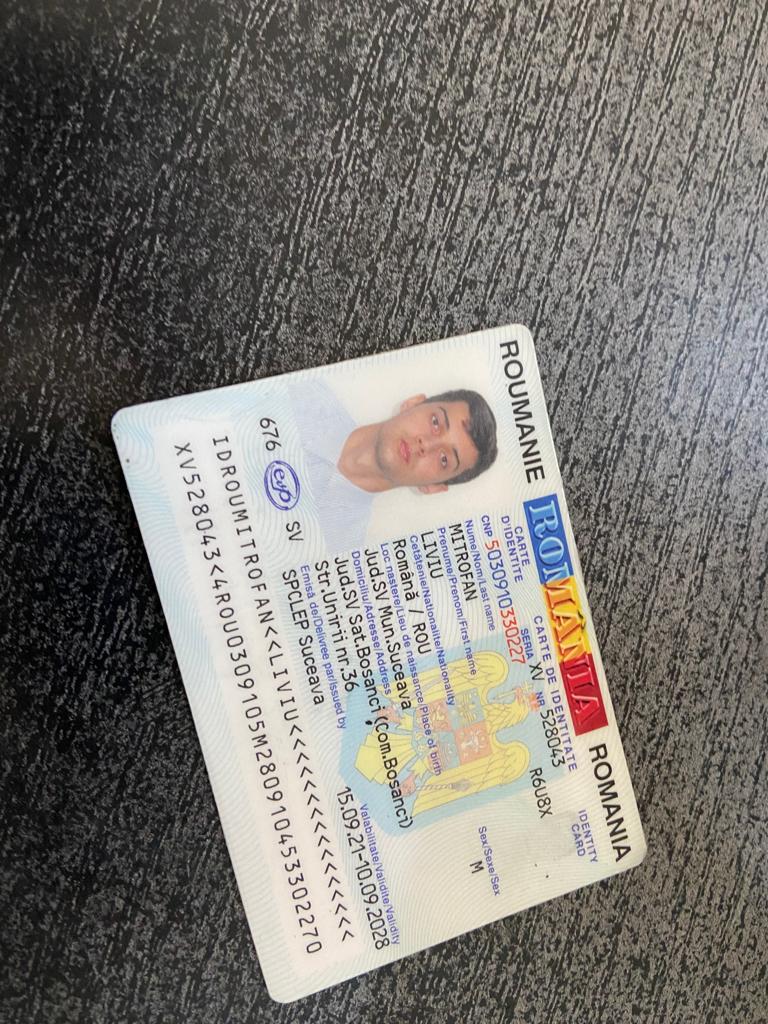 ROUMANIE ROMÂNIA ROMANIA
CARTE D'IDENTITE
CARTE DE IDENTITATE
IDENTITY CARD
SERIA XV NR 528043
R6U8X
CNP 5030910330227
Nume/Nom/Last name
MITROFAN
Prenume/Prenom/First name
LIVIU
Cetatenie/Nationalite/Nationality
Română / ROU
Sex/Sexe/Sex
M
Loc nastere/Lieu de naissance/Place of birth
Jud.SV Mun.Suceava
Domiciliu/Adresse/Address
Jud.SV Sat.Bosanci(Com.Bosanci)
Str.Unirii nr.36
Emisă de/Delivree par/Issued by
SPCLEP Suceava
Valabilitate/Validite/Validity
15.09.21-10.09.2028
676 SV
IDROUMITROFAN<<LIVIU<<<<<<<<<<<<<<<<
XV528043<4ROU0309105M280910453302270